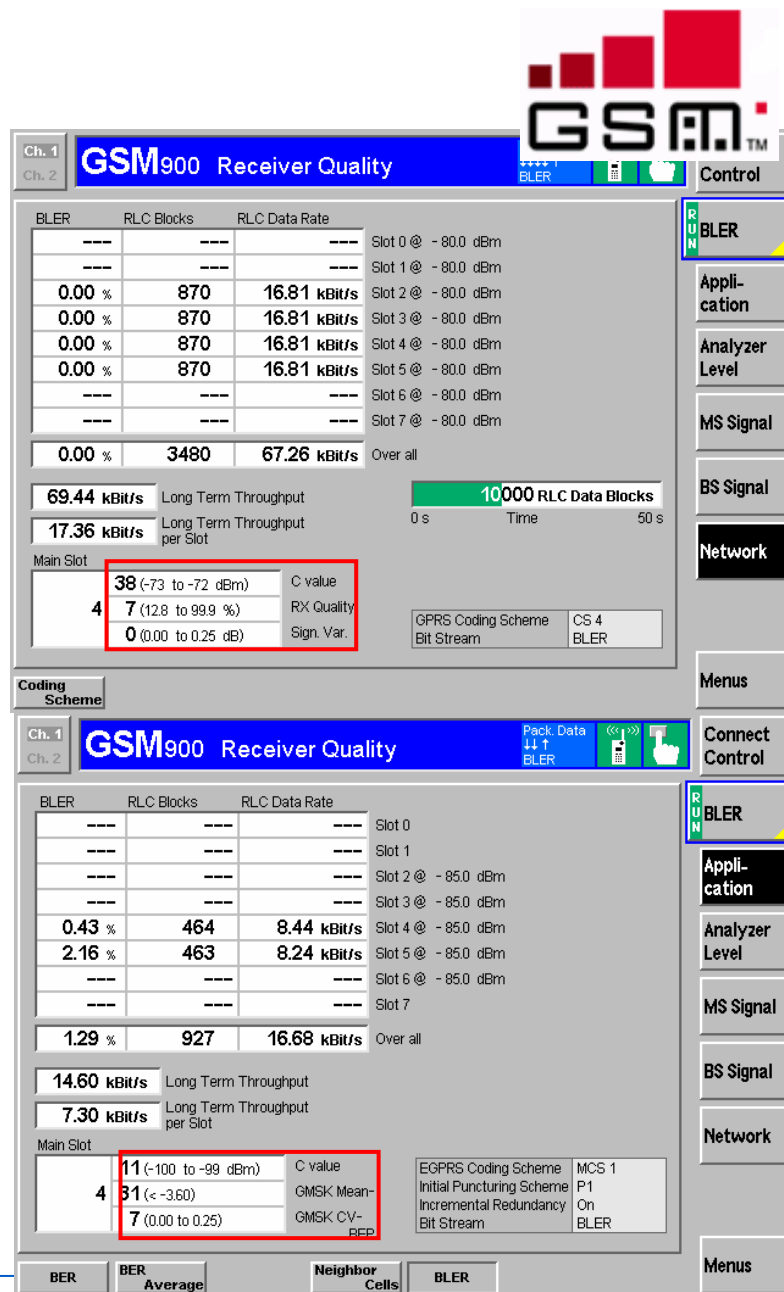 GSM TM
Ch. 1
Ch. 2
GSM900 Receiver Quality
BLER
Control
BLER RLC Blocks RLC Data Rate
--- --- --- Slot 0 @ - 80.0 dBm
--- --- --- Slot 1 @ - 80.0 dBm
0.00 % 870 16.81 kBit/s Slot 2 @ - 80.0 dBm
0.00 % 870 16.81 kBit/s Slot 3 @ - 80.0 dBm
0.00 % 870 16.81 kBit/s Slot 4 @ - 80.0 dBm
0.00 % 870 16.81 kBit/s Slot 5 @ - 80.0 dBm
--- --- --- Slot 6 @ - 80.0 dBm
--- --- --- Slot 7 @ - 80.0 dBm
0.00 % 3480 67.26 kBit/s Over all
69.44 kBit/s Long Term Throughput
17.36 kBit/s Long Term Throughput
per Slot
10000 RLC Data Blocks
0 s Time 50 s
Main Slot
4
38 (-73 to -72 dBm) C value
7 (12.8 to 99.9 %) RX Quality
0 (0.00 to 0.25 dB) Sign. Var.
GPRS Coding Scheme CS 4
Bit Stream BLER
RUN
BLER
Appli-
cation
Analyzer
Level
MS Signal
BS Signal
Network
Menus
Coding
Scheme
Ch. 1
Ch. 2
GSM900 Receiver Quality
Pack. Data
↓↓ ↑
BLER
Connect
Control
BLER RLC Blocks RLC Data Rate
--- --- --- Slot 0
--- --- --- Slot 1
--- --- --- Slot 2 @ - 85.0 dBm
--- --- --- Slot 3 @ - 85.0 dBm
0.43 % 464 8.44 kBit/s Slot 4 @ - 85.0 dBm
2.16 % 463 8.24 kBit/s Slot 5 @ - 85.0 dBm
--- --- --- Slot 6 @ - 85.0 dBm
--- --- --- Slot 7
1.29 % 927 16.68 kBit/s Over all
14.60 kBit/s Long Term Throughput
7.30 kBit/s Long Term Throughput
per Slot
Main Slot
4
11 (-100 to -99 dBm) C value
31 (< -3.60) GMSK Mean-
7 (0.00 to 0.25) GMSK CV-
BEP
EGPRS Coding Scheme MCS 1
Initial Puncturing Scheme P1
Incremental Redundancy On
Bit Stream BLER
RUN
BLER
Appli-
cation
Analyzer
Level
MS Signal
BS Signal
Network
Menus
BER
BER
Average
Neighbor
Cells
BLER